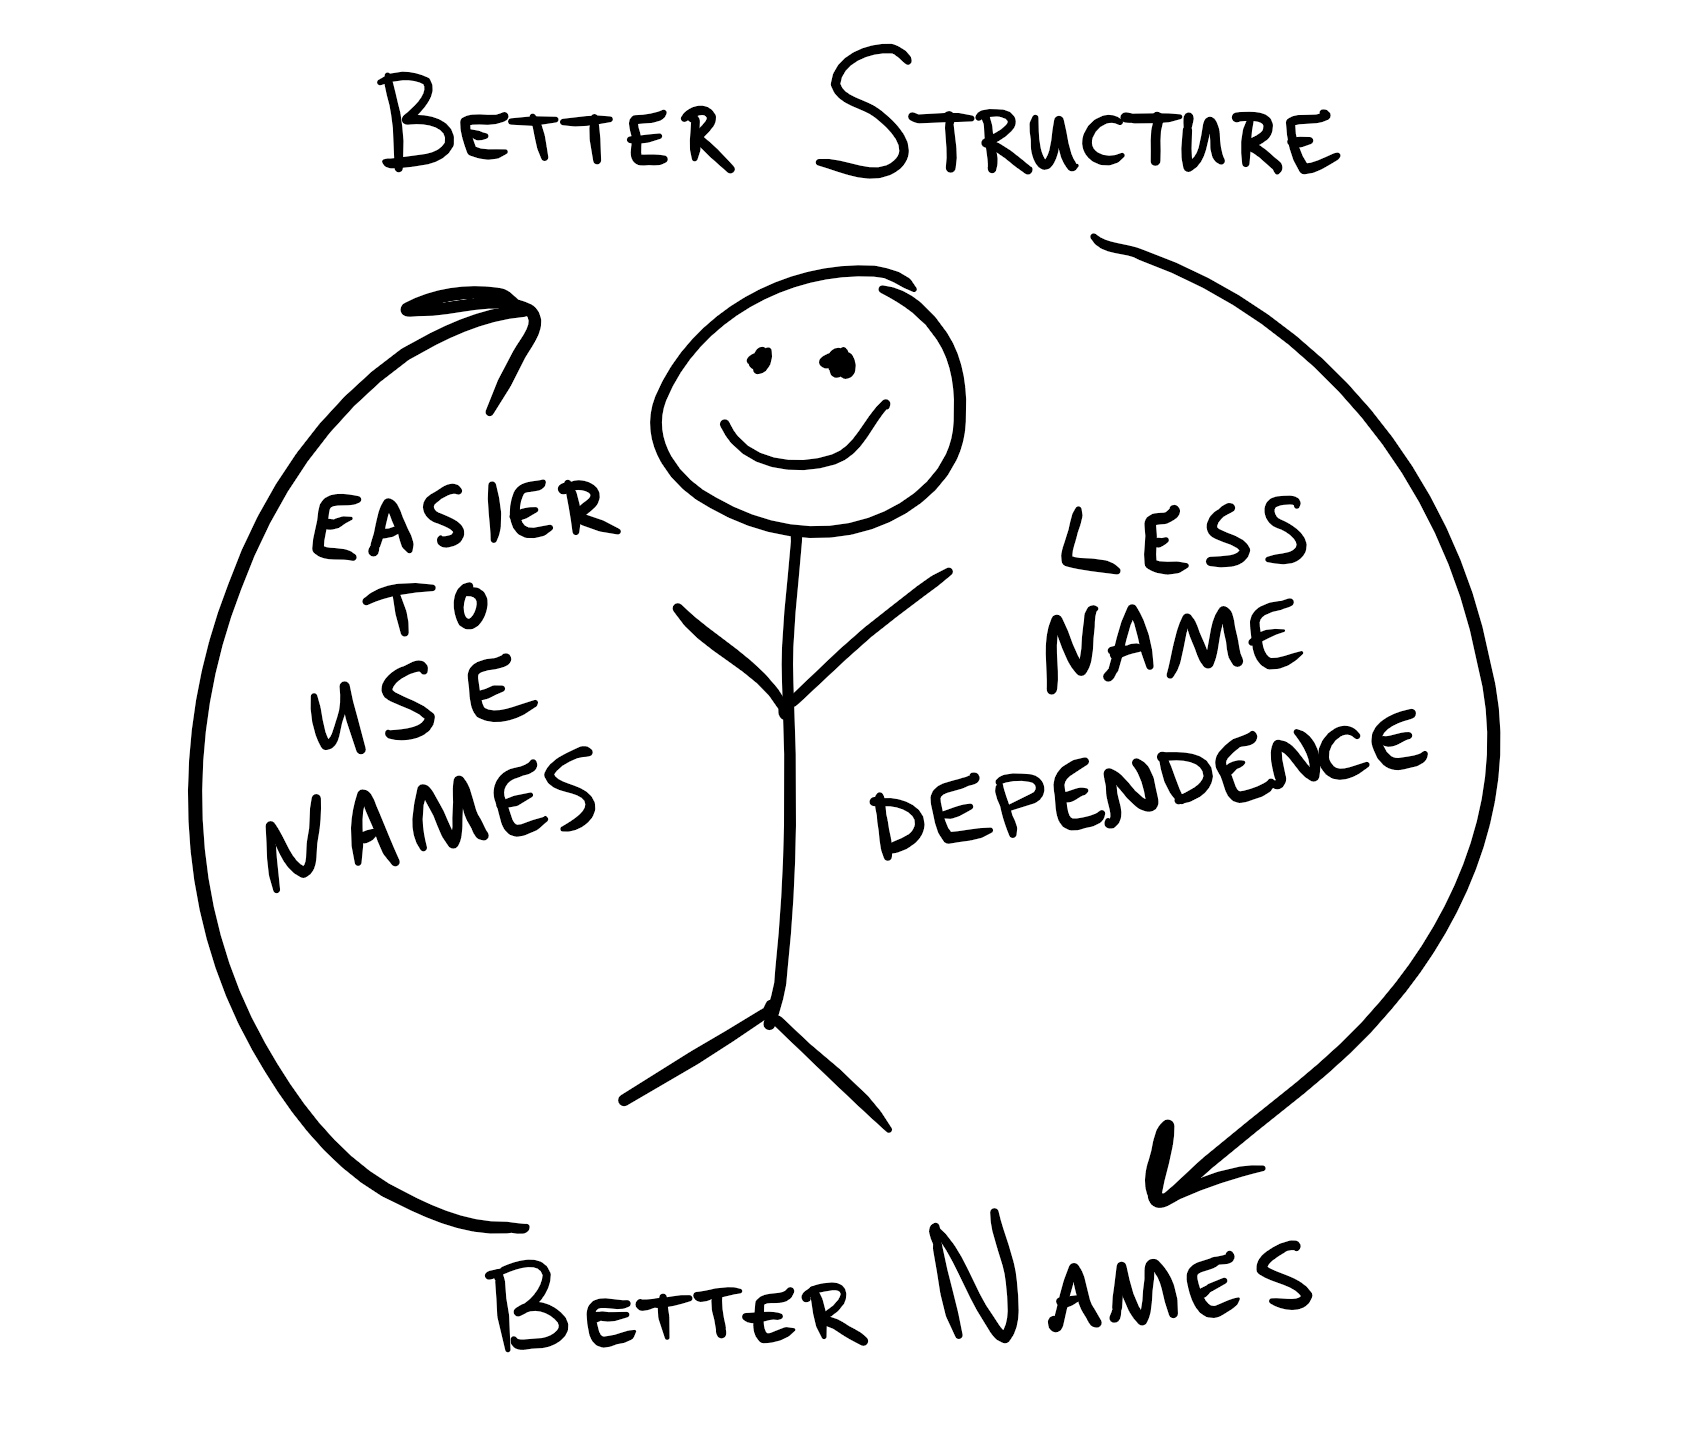 BETTER STRUCTURE
EASIER
TO
USE
NAMES
LESS
NAME
DEPENDENCE
BETTER NAMES